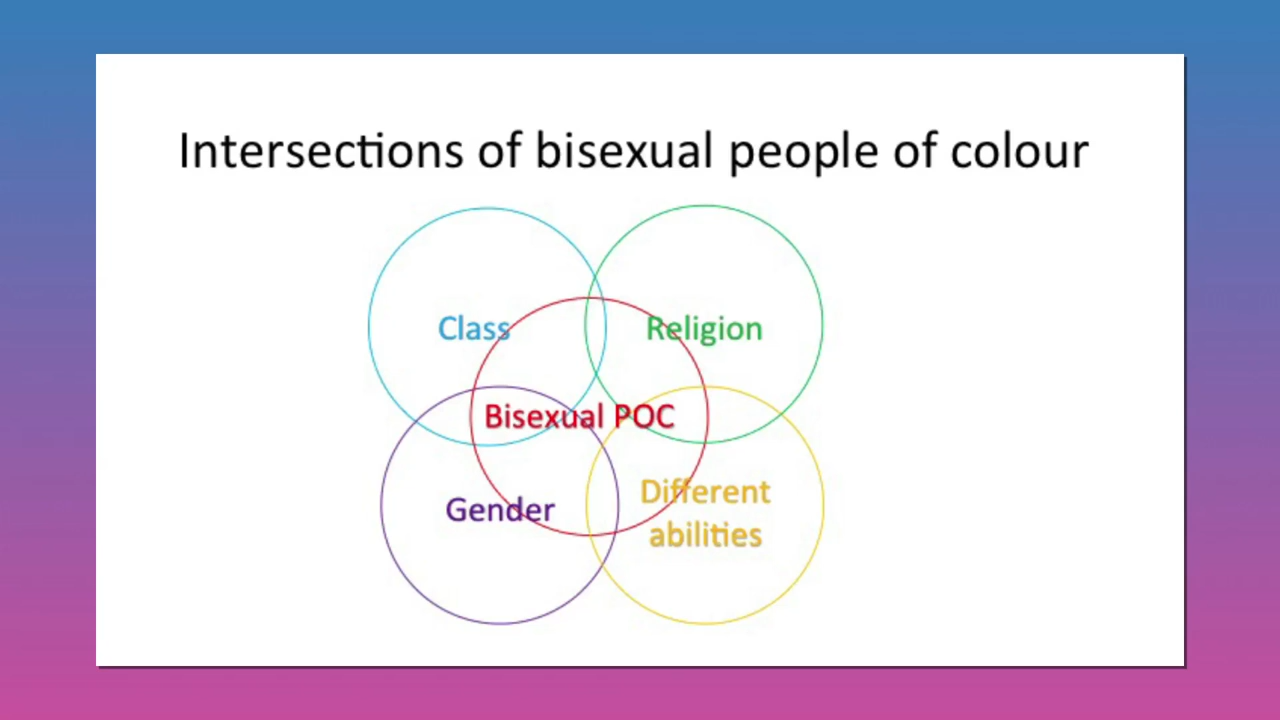 Intersections of bisexual people of colour
Class
Religion
Bisexual POC
Gender
Different
abilities